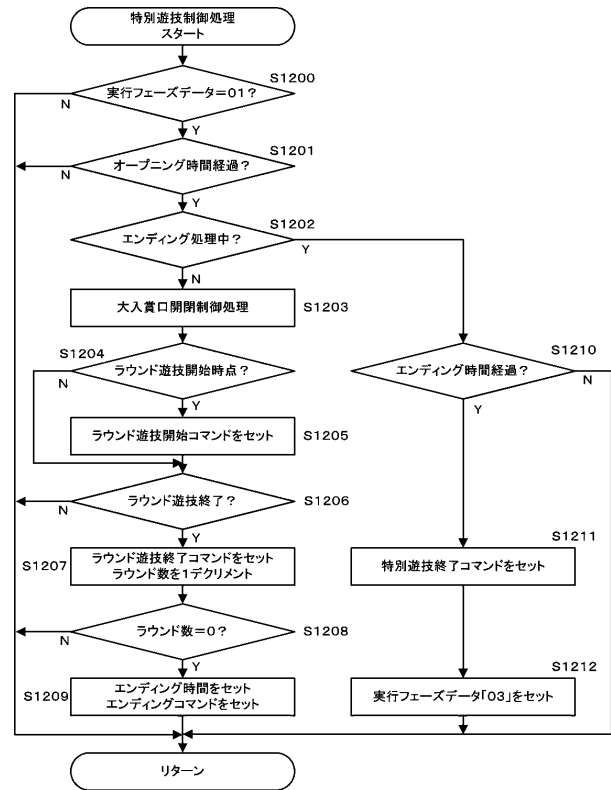 特別遊技制御処理
スタート
S1200
実行フェーズデータ=01?
N
Y
S1201
オープニング時間経過?
N
Y
S1202
エンディング処理中?
Y
N
大入賞口開閉制御処理
S1203
S1204
ラウンド遊技開始時点?
N
Y
ラウンド遊技開始コマンドをセット
S1205
ラウンド遊技終了?
S1206
N
Y
S1207
ラウンド遊技終了コマンドをセット
ラウンド数を1デクリメント
ラウンド数=0?
S1208
N
Y
S1209
エンディング時間をセット
エンディングコマンドをセット
S1210
エンディング時間経過?
N
Y
S1211
特別遊技終了コマンドをセット
S1212
実行フェーズデータ「03」をセット
リターン